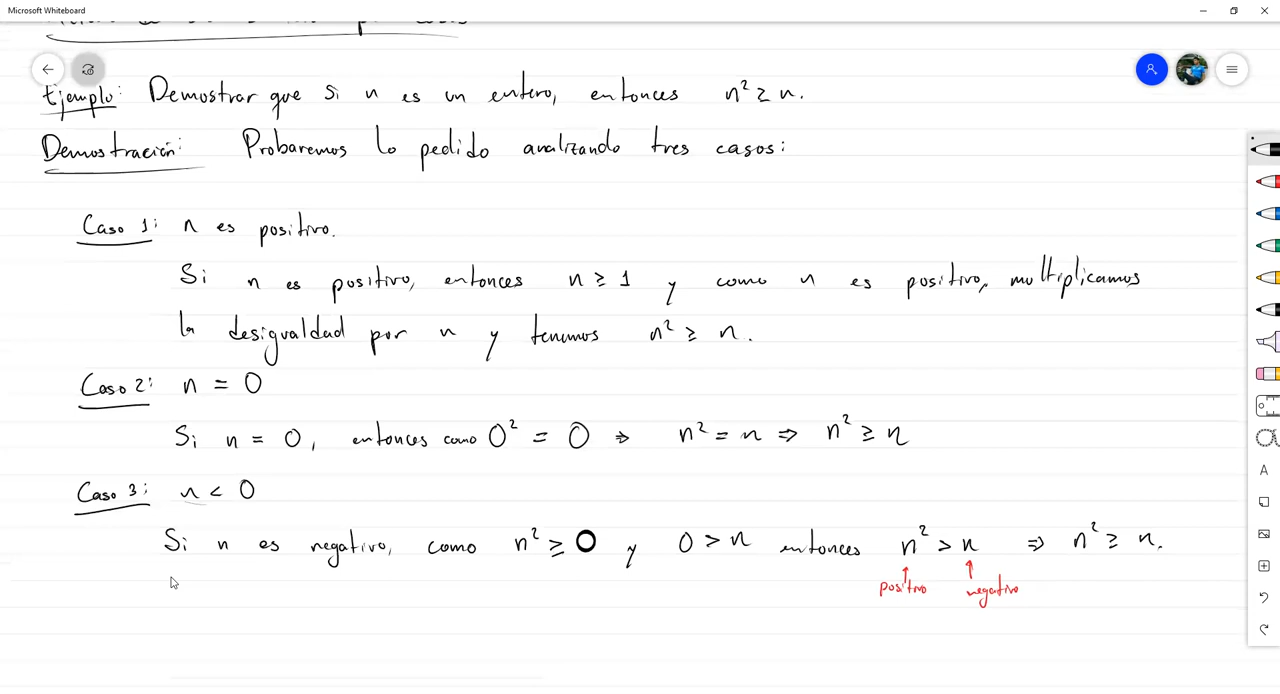 Microsoft Whiteboard
Ejemplo: Demostrar que si n es un entero, entonces n² ≥ n.
Demostración: Probaremos lo pedido analizando tres casos:
Caso 1: n es positivo.
Si n es positivo, entonces n ≥ 1 y como n es positivo, multiplicamos
la desigualdad por n y tenemos n² ≥ n.
Caso 2: n = 0
Si n = 0, entonces como 0² = 0 ⇒ n² = n ⇒ n² ≥ n
Caso 3: n < 0
Si n es negativo, como n² ≥ 0 y 0 > n entonces n² > n ⇒ n² ≥ n.
positivo negativo